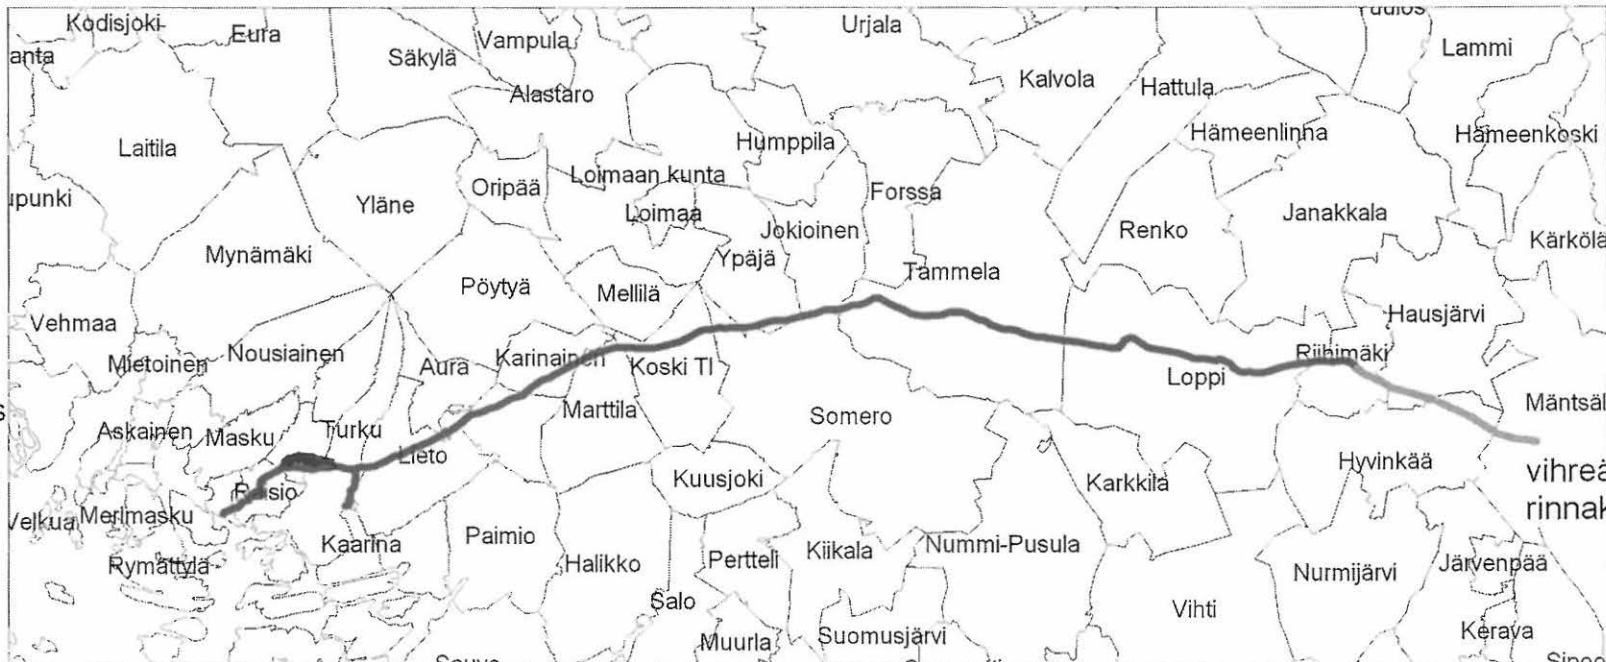 Kodisjoki
Eura
Vampula
Urjala
Lammi
anta
Säkylä
Kalvola
Hattula
Alastaro
Laitila
Humppila
Hämeenlinna
Hämeenkoski
Loimaan kunta
Oripää
Forssa
upunki
Yläne
Loimaa
Janakkala
Jokioinen
Renko
Kärkölä
Mynämäki
Ypäjä
Tammela
Pöytyä
Mellilä
Vehmaa
Hausjärvi
Nousiainen
Mietoinen
Aura
Karinainen
Koski Tl
Riihimäki
Loppi
Marttila
Somero
Mäntsäl
Askainen
Masku
Turku
Lieto
Hyvinkää
vihreä
Kuusjoki
Karkkila
Raisio
rinnak
Velkua
Merimasku
Kaarina
Paimio
Halikko
Pertteli
Kiikala
Nummi-Pusula
Rymättylä
Nurmijärvi
Järvenpää
Salo
Vihti
Muurla
Suomusjärvi
Kerava